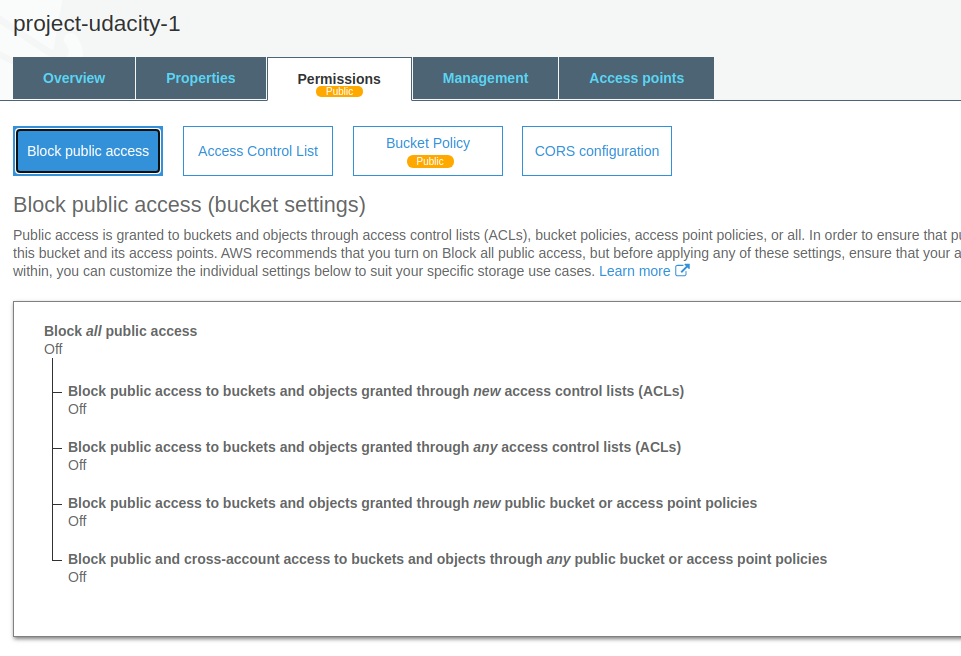 project-udacity-1
Overview Properties Permissions Management Access points
Public
Block public access Access Control List Bucket Policy CORS configuration
Public
Block public access (bucket settings)
Public access is granted to buckets and objects through access control lists (ACLs), bucket policies, access point policies, or all. In order to ensure that
this bucket and its access points. AWS recommends that you turn on Block all public access, but before applying any of these settings, ensure that your
within, you can customize the individual settings below to suit your specific storage use cases. Learn more
Block all public access
Off
Block public access to buckets and objects granted through new access control lists (ACLs)
Off
Block public access to buckets and objects granted through any access control lists (ACLs)
Off
Block public access to buckets and objects granted through new public bucket or access point policies
Off
Block public and cross-account access to buckets and objects through any public bucket or access point policies
Off